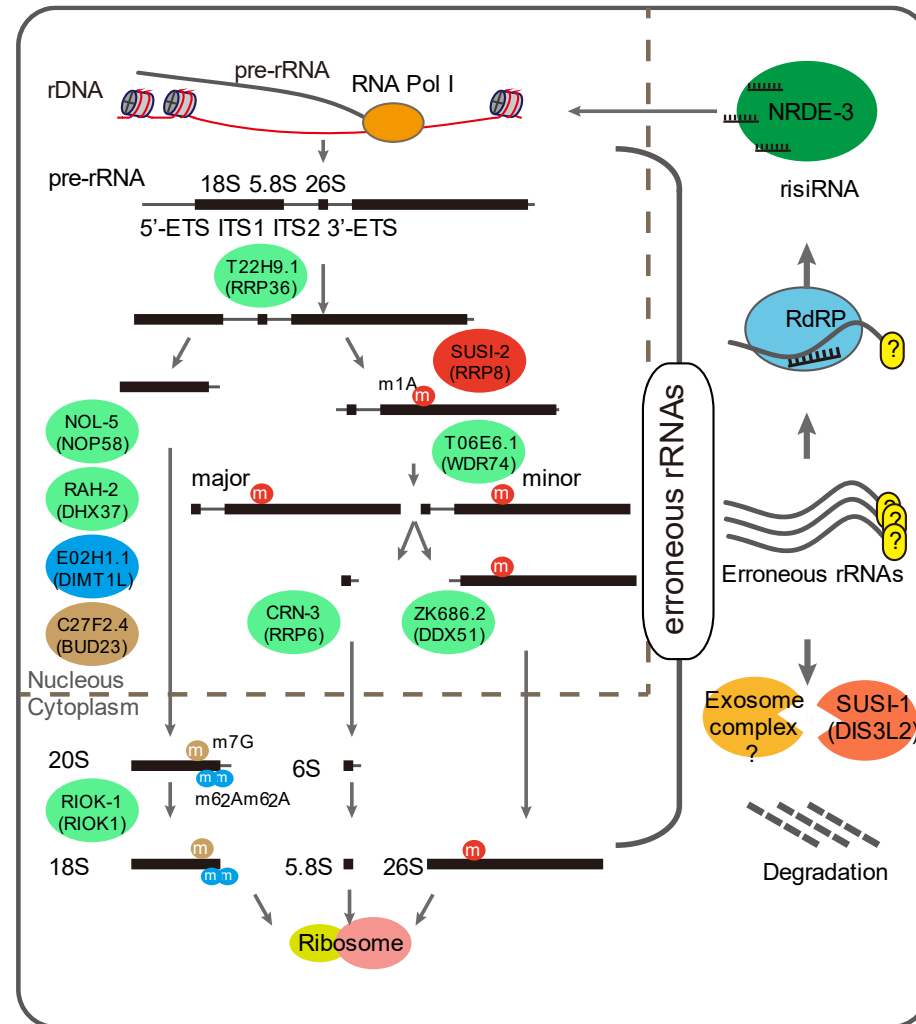 pre-rRNA
rDNA
RNA Pol I
NRDE-3
risiRNA
pre-rRNA
18S 5.8S 26S
5'-ETS ITS1 ITS2 3'-ETS
T22H9.1
(RRP36)
RdRP
?
SUSI-2
(RRP8)
m1A
m
NOL-5
(NOP58)
T06E6.1
(WDR74)
RAH-2
(DHX37)
major
m
m
minor
erroneous rRNAs
?
?
?
Erroneous rRNAs
E02H1.1
(DIMT1L)
m
C27F2.4
(BUD23)
CRN-3
(RRP6)
ZK686.2
(DDX51)
Nucleous
Cytoplasm
Exosome
complex
?
SUSI-1
(DIS3L2)
20S
m
m7G
m m
m62Am62A
6S
RIOK-1
(RIOK1)
18S
m
m m
5.8S
26S
m
Degradation
Ribosome